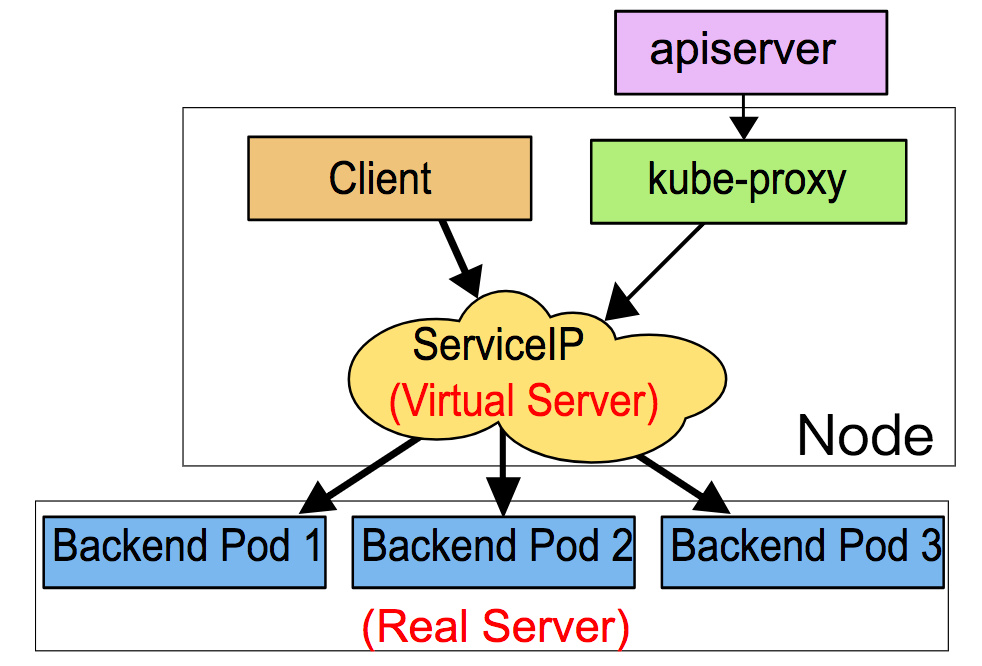 apiserver
Client
kube-proxy
ServiceIP
(Virtual Server)
Node
Backend Pod 1
Backend Pod 2
Backend Pod 3
(Real Server)